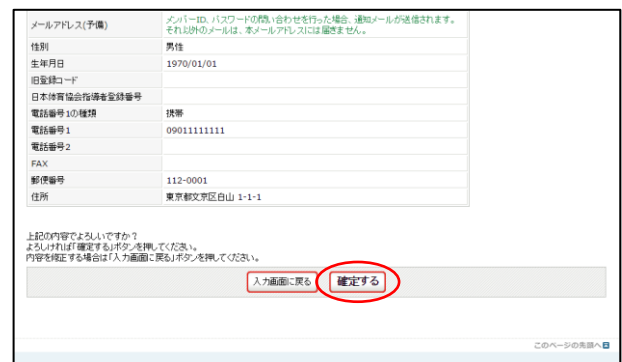 メールアドレス(予備) メンバーID、パスワードの問い合わせを行った場合、通知メールが送信されます。
それ以外のメールは、本メールアドレスには届きません。
性別 男性
生年月日 1970/01/01
旧登録コード
日本体育協会指導者登録番号
電話番号1の種類 携帯
電話番号1 09011111111
電話番号2
FAX
郵便番号 112-0001
住所 東京都文京区白山 1-1-1
上記の内容でよろしいですか？
よろしければ「確定する」ボタンを押してください。
内容を修正する場合は「入力画面に戻る」ボタンを押してください。
入力画面に戻る 確定する
このページの先頭へ